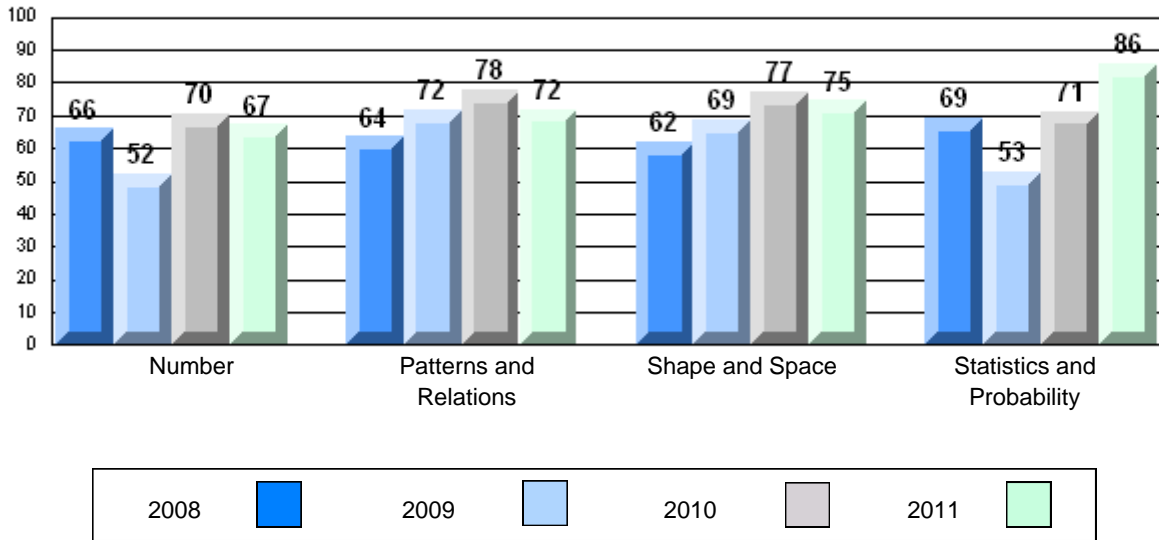 100
90
80
70
60
50
40
30
20
10
0
66 52 70 67
64 72 78 72
62 69 77 75
69 53 71 86
Number
Patterns and
Relations
Shape and Space
Statistics and
Probability
2008 2009 2010 2011